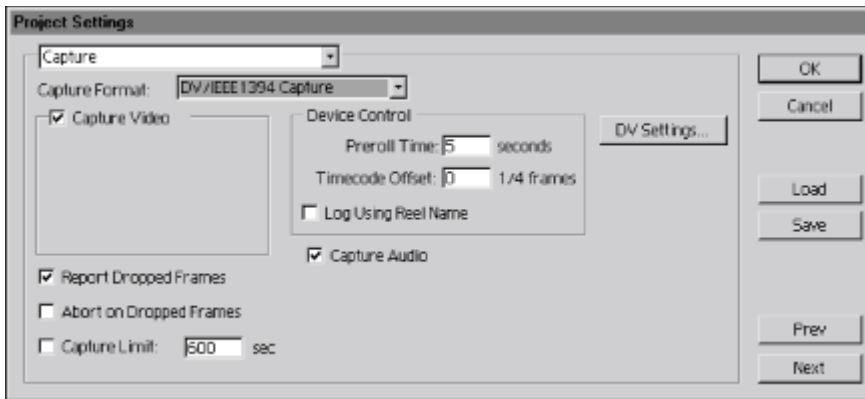 Project Settings
Capture
Capture Format: DV/IEEE1394 Capture
Capture Video
Device Control
Preroll Time: 5 seconds
Timecode Offset: 0 1/4 frames
Log Using Reel Name
Capture Audio
Report Dropped Frames
Abort on Dropped Frames
Capture Limit: 600 sec
DV Settings...
OK
Cancel
Load
Save
Prev
Next